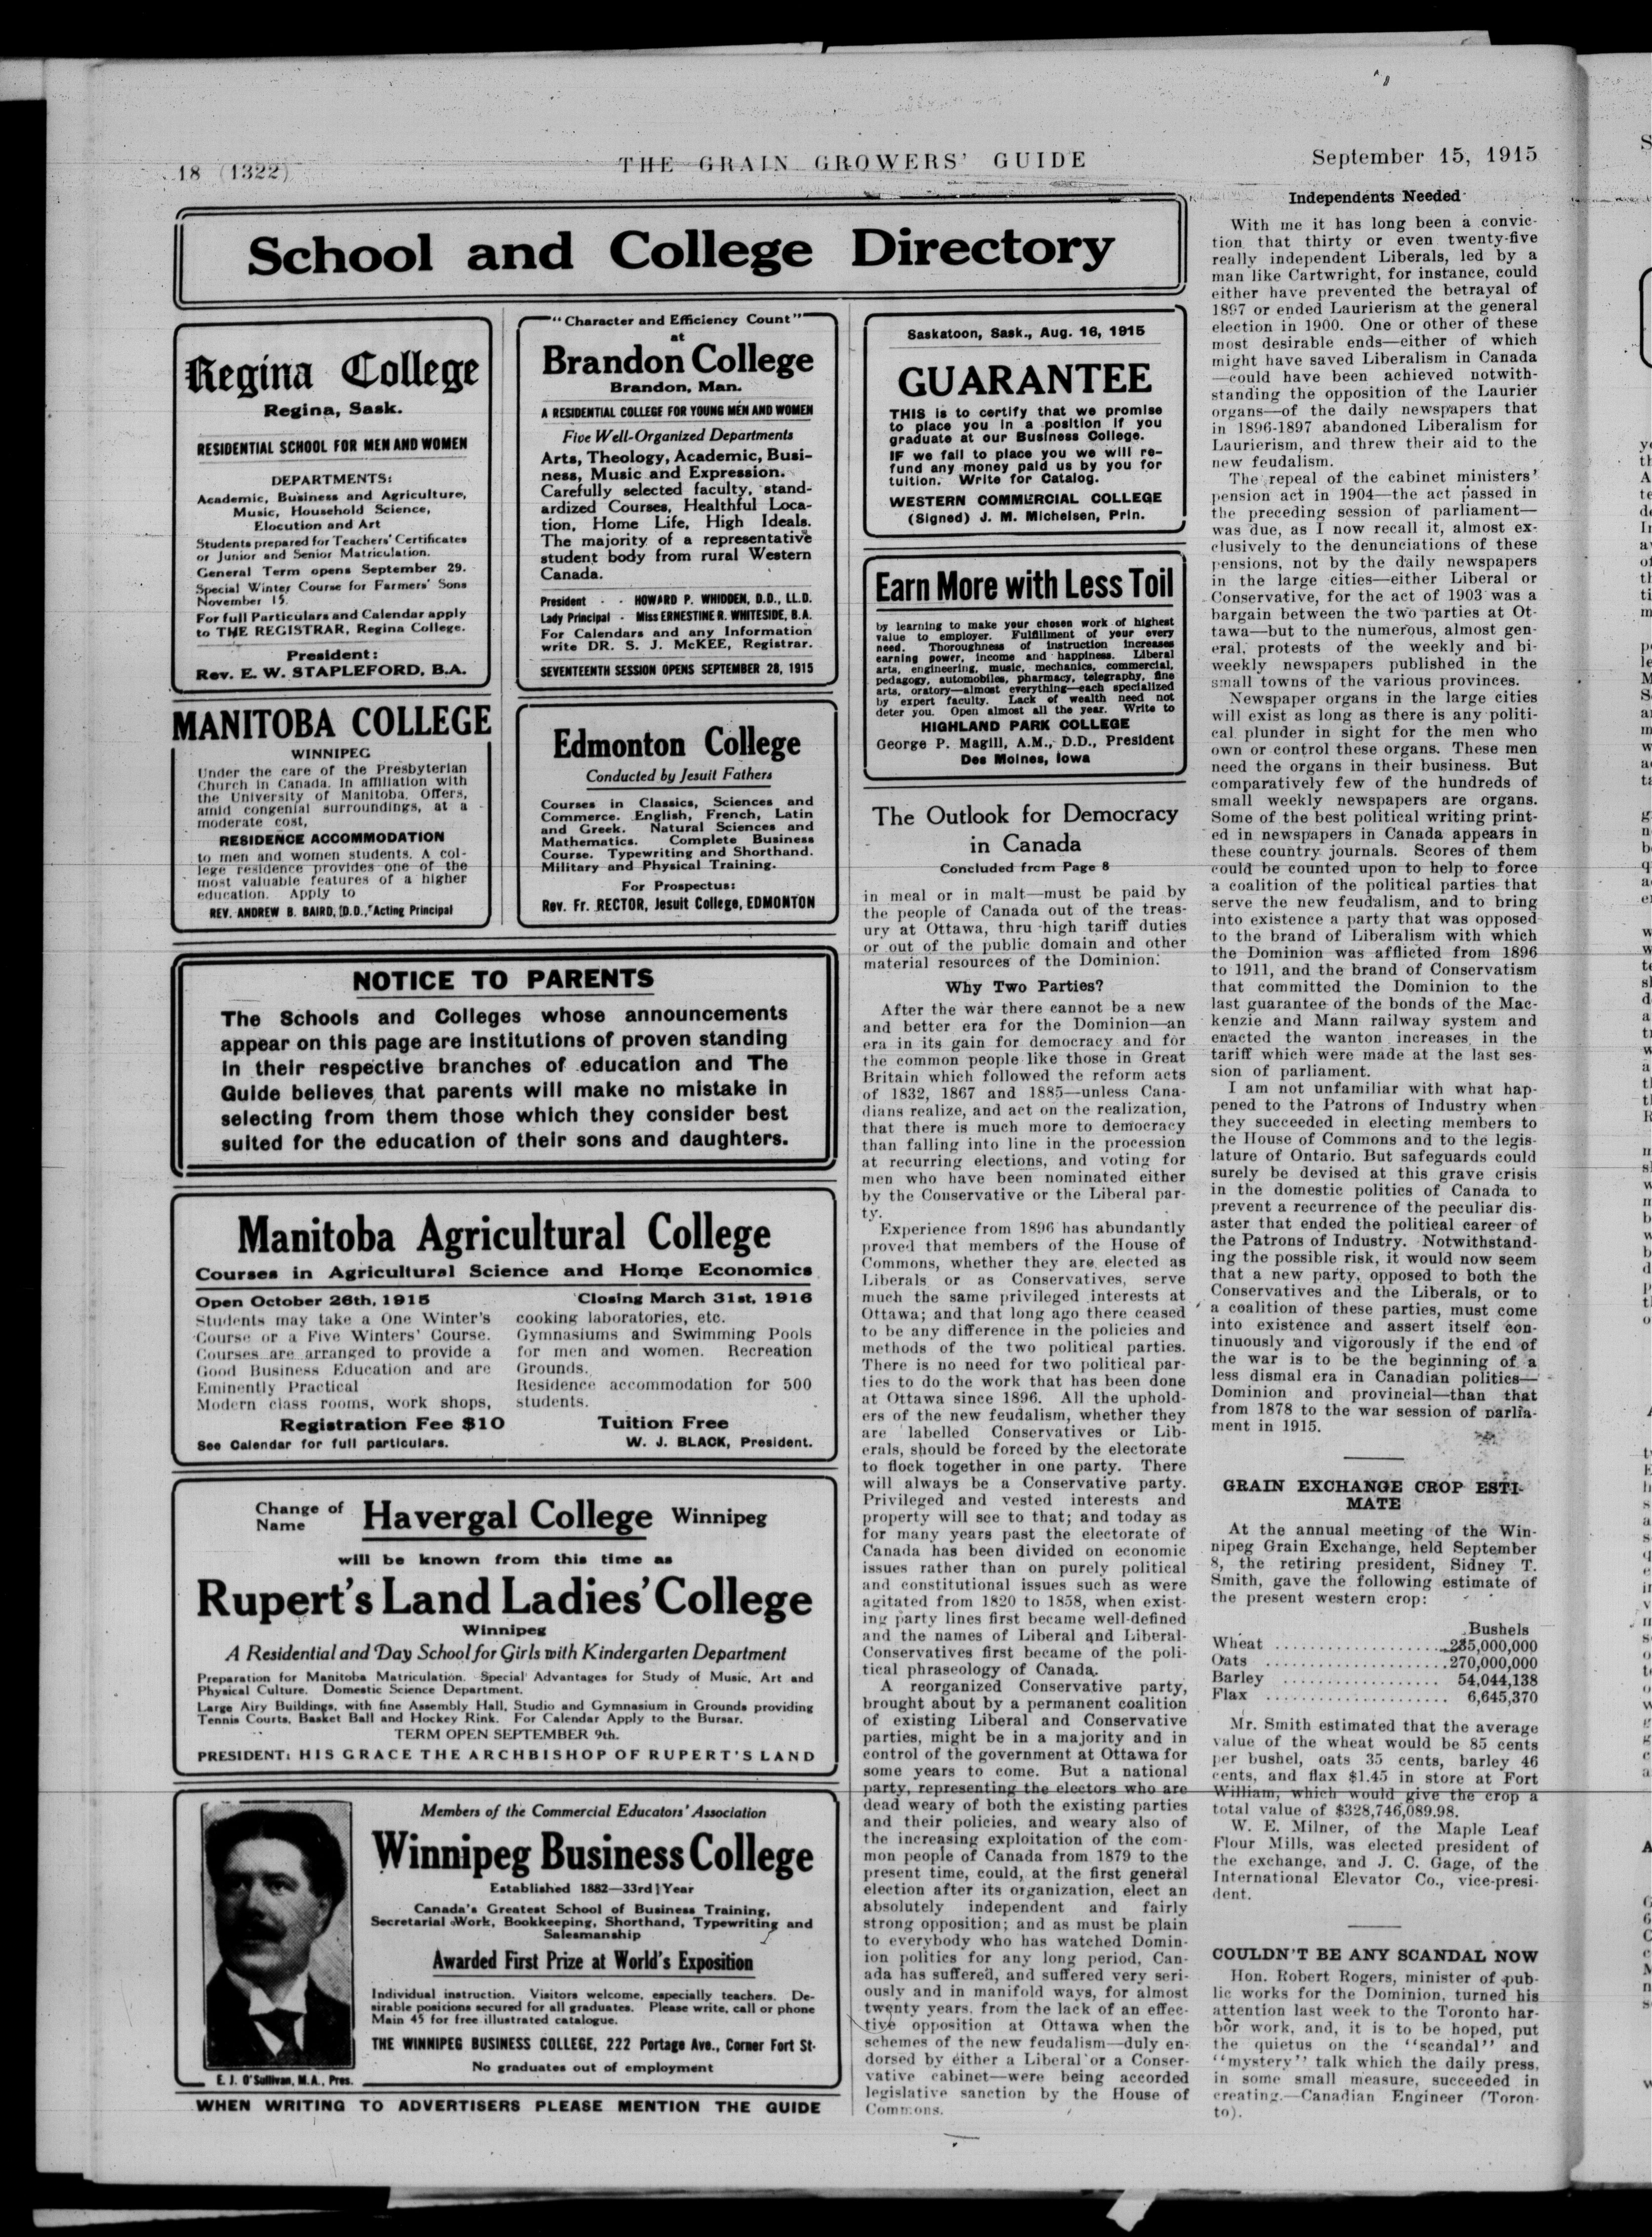 18 (1322)
THE GRAIN GROWERS' GUIDE
September 15, 1915
School and College Directory
Regina College
Regina, Sask.
RESIDENTIAL SCHOOL FOR MEN AND WOMEN
DEPARTMENTS:
Academic, Business and Agriculture,
Music, Household Science,
Elocution and Art
Students prepared for Teachers' Certificates
or Junior and Senior Matriculation.
General Term opens September 29.
Special Winter Course for Farmers' Sons
November 15.
For full Particulars and Calendar apply
to THE REGISTRAR, Regina College.
President:
Rev. E. W. STAPLEFORD, B.A.
"Character and Efficiency Count"
at
Brandon College
Brandon, Man.
A RESIDENTIAL COLLEGE FOR YOUNG MEN AND WOMEN
Five Well-Organized Departments
Arts, Theology, Academic, Busi-
ness, Music and Expression.
Carefully selected faculty, stand-
ardized Courses, Healthful Loca-
tion, Home Life, High Ideals.
The majority of a representative
student body from rural Western
Canada.
President - - HOWARD P. WHIDDEN, D.D., LL.D.
Lady Principal - Miss ERNESTINE R. WHITESIDE, B.A.
For Calendars and any Information
write DR. S. J. McKEE, Registrar.
SEVENTEENTH SESSION OPENS SEPTEMBER 28, 1915
MANITOBA COLLEGE
WINNIPEG
Under the care of the Presbyterian
Church in Canada. In affiliation with
the University of Manitoba. Offers,
amid congenial surroundings, at a
moderate cost,
RESIDENCE ACCOMMODATION
to men and women students. A col-
lege residence provides one of the
most valuable features of a higher
education. Apply to
REV. ANDREW B. BAIRD, D.D., Acting Principal
Edmonton College
Conducted by Jesuit Fathers
Courses in Classics, Sciences and
Commerce. English, French, Latin
and Greek. Natural Sciences and
Mathematics. Complete Business
Course. Typewriting and Shorthand.
Military and Physical Training.
For Prospectus:
Rev. Fr. RECTOR, Jesuit College, EDMONTON
NOTICE TO PARENTS
The Schools and Colleges whose announcements
appear on this page are institutions of proven standing
in their respective branches of education and The
Guide believes that parents will make no mistake in
selecting from them those which they consider best
suited for the education of their sons and daughters.
Manitoba Agricultural College
Courses in Agricultural Science and Home Economics
Open October 26th, 1915
Closing March 31st, 1916
Students may take a One Winter's
Course or a Five Winters' Course.
Courses are arranged to provide a
Good Business Education and are
Eminently Practical
Modern class rooms, work shops,
cooking laboratories, etc.
Gymnasiums and Swimming Pools
for men and women. Recreation
Grounds.
Residence accommodation for 500
students.
Registration Fee $10
Tuition Free
See Calendar for full particulars.
W. J. BLACK, President.
Change of
Name
Havergal College Winnipeg
will be known from this time as
Rupert's Land Ladies' College
Winnipeg
A Residential and Day School for Girls with Kindergarten Department
Preparation for Manitoba Matriculation. Special Advantages for Study of Music, Art and
Physical Culture. Domestic Science Department.
Large Airy Buildings, with fine Assembly Hall, Studio and Gymnasium in Grounds providing
Tennis Courts, Basket Ball and Hockey Rink. For Calendar Apply to the Bursar.
TERM OPEN SEPTEMBER 9th.
PRESIDENT: HIS GRACE THE ARCHBISHOP OF RUPERT'S LAND
Members of the Commercial Educators' Association
Winnipeg Business College
Established 1882—33rd Year
Canada's Greatest School of Business Training,
Secretarial Work, Bookkeeping, Shorthand, Typewriting and
Salesmanship
Awarded First Prize at World's Exposition
Individual instruction. Visitors welcome, especially teachers. De-
sirable positions secured for all graduates. Please write, call or phone
Main 45 for free illustrated catalogue.
THE WINNIPEG BUSINESS COLLEGE, 222 Portage Ave., Corner Fort St.
No graduates out of employment
E. J. O'Sullivan, M.A., Pres.
WHEN WRITING TO ADVERTISERS PLEASE MENTION THE GUIDE
Saskatoon, Sask., Aug. 16, 1915
GUARANTEE
THIS is to certify that we promise
to place you in a position if you
graduate at our Business College.
IF we fail to place you we will re-
fund any money paid us by you for
tuition. Write for Catalog.
WESTERN COMMERCIAL COLLEGE
(Signed) J. M. Michelsen, Prin.
Earn More with Less Toil
by learning to make your chosen work of highest
value to employer. Fulfillment of your every
need. Thoroughness of instruction increases
earning power, income and happiness. Liberal
arts, engineering, music, mechanics, commercial,
pedagogy, automobiles, pharmacy, telegraphy, fine
arts, oratory—almost everything—each specialized
by expert faculty. Lack of wealth need not
deter you. Open almost all the year. Write to
HIGHLAND PARK COLLEGE
George P. Magill, A.M., D.D., President
Des Moines, Iowa
The Outlook for Democracy
in Canada
Concluded from Page 8
in meal or in malt—must be paid by
the people of Canada out of the treas-
ury at Ottawa, thru high tariff duties
or out of the public domain and other
material resources of the Dominion.
Why Two Parties?
After the war there cannot be a new
and better era for the Dominion—an
era in its gain for democracy and for
the common people like those in Great
Britain which followed the reform acts
of 1832, 1867 and 1885—unless Cana-
dians realize, and act on the realization,
that there is much more to democracy
than falling into line in the procession
at recurring elections, and voting for
men who have been nominated either
by the Conservative or the Liberal par-
ty.
Experience from 1896 has abundantly
proved that members of the House of
Commons, whether they are elected as
Liberals or as Conservatives, serve
much the same privileged interests at
Ottawa; and that long ago there ceased
to be any difference in the policies and
methods of the two political parties.
There is no need for two political par-
ties to do the work that has been done
at Ottawa since 1896. All the uphold-
ers of the new feudalism, whether they
are labelled Conservatives or Lib-
erals, should be forced by the electorate
to flock together in one party. There
will always be a Conservative party.
Privileged and vested interests and
property will see to that; and today as
for many years past the electorate of
Canada has been divided on economic
issues rather than on purely political
and constitutional issues such as were
agitated from 1820 to 1858, when exist-
ing party lines first became well-defined
and the names of Liberal and Liberal-
Conservatives first became of the poli-
tical phraseology of Canada.
A reorganized Conservative party,
brought about by a permanent coalition
of existing Liberal and Conservative
parties, might be in a majority and in
control of the government at Ottawa for
some years to come. But a national
party, representing the electors who are
dead weary of both the existing parties
and their policies, and weary also of
the increasing exploitation of the com-
mon people of Canada from 1879 to the
present time, could, at the first general
election after its organization, elect an
absolutely independent and fairly
strong opposition; and as must be plain
to everybody who has watched Domin-
ion politics for any long period, Can-
ada has suffered, and suffered very seri-
ously and in manifold ways, for almost
twenty years, from the lack of an effec-
tive opposition at Ottawa when the
schemes of the new feudalism—duly en-
dorsed by either a Liberal or a Conser-
vative cabinet—were being accorded
legislative sanction by the House of
Commons.
Independents Needed
With me it has long been a convic-
tion that thirty or even twenty-five
really independent Liberals, led by a
man like Cartwright, for instance, could
either have prevented the betrayal of
1897 or ended Laurierism at the general
election in 1900. One or other of these
most desirable ends—either of which
might have saved Liberalism in Canada
—could have been achieved notwith-
standing the opposition of the Laurier
organs—of the daily newspapers that
in 1896-1897 abandoned Liberalism for
Laurierism, and threw their aid to the
new feudalism.
The repeal of the cabinet ministers'
pension act in 1904—the act passed in
the preceding session of parliament—
was due, as I now recall it, almost ex-
clusively to the denunciations of these
pensions, not by the daily newspapers
in the large cities—either Liberal or
Conservative, for the act of 1903 was a
bargain between the two parties at Ot-
tawa—but to the numerous, almost gen-
eral, protests of the weekly and bi-
weekly newspapers published in the
small towns of the various provinces.
Newspaper organs in the large cities
will exist as long as there is any politi-
cal plunder in sight for the men who
own or control these organs. These men
need the organs in their business. But
comparatively few of the hundreds of
small weekly newspapers are organs.
Some of the best political writing print-
ed in newspapers in Canada appears in
these country journals. Scores of them
could be counted upon to help to force
a coalition of the political parties that
serve the new feudalism, and to bring
into existence a party that was opposed
to the brand of Liberalism with which
the Dominion was afflicted from 1896
to 1911, and the brand of Conservatism
that committed the Dominion to the
last guarantee of the bonds of the Mac-
kenzie and Mann railway system and
enacted the wanton increases in the
tariff which were made at the last ses-
sion of parliament.
I am not unfamiliar with what hap-
pened to the Patrons of Industry when
they succeeded in electing members to
the House of Commons and to the legis-
lature of Ontario. But safeguards could
surely be devised at this grave crisis
in the domestic politics of Canada to
prevent a recurrence of the peculiar dis-
aster that ended the political career of
the Patrons of Industry. Notwithstand-
ing the possible risk, it would now seem
that a new party, opposed to both the
Conservatives and the Liberals, or to
a coalition of these parties, must come
into existence and assert itself con-
tinuously and vigorously if the end of
the war is to be the beginning of a
less dismal era in Canadian politics—
Dominion and provincial—than that
from 1878 to the war session of parlia-
ment in 1915.
GRAIN EXCHANGE CROP ESTI-
MATE
At the annual meeting of the Win-
nipeg Grain Exchange, held September
8, the retiring president, Sidney T.
Smith, gave the following estimate of
the present western crop:
Bushels
Wheat ....................235,000,000
Oats ....................270,000,000
Barley .................. 54,044,138
Flax .................... 6,645,370
Mr. Smith estimated that the average
value of the wheat would be 85 cents
per bushel, oats 35 cents, barley 46
cents, and flax $1.45 in store at Fort
William, which would give the crop a
total value of $328,746,089.98.
W. E. Milner, of the Maple Leaf
Flour Mills, was elected president of
the exchange, and J. C. Gage, of the
International Elevator Co., vice-presi-
dent.
COULDN'T BE ANY SCANDAL NOW
Hon. Robert Rogers, minister of pub-
lic works for the Dominion, turned his
attention last week to the Toronto har-
bor work, and, it is to be hoped, put
the quietus on the "scandal" and
"mystery" talk which the daily press,
in some small measure, succeeded in
creating.—Canadian Engineer (Toron-
to).